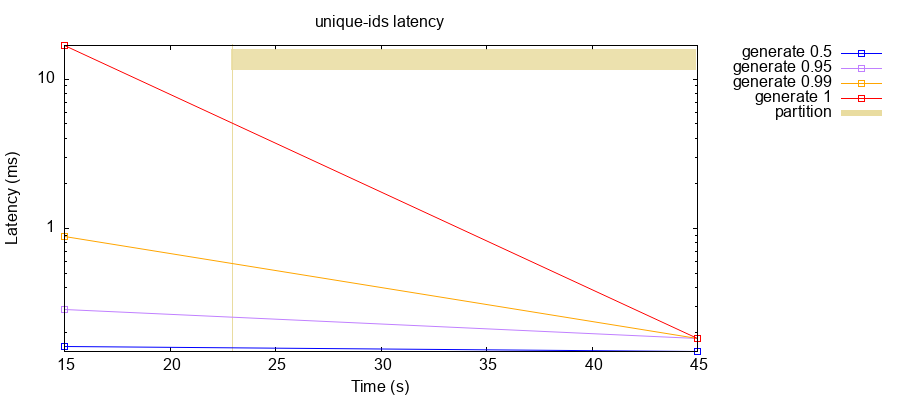 unique-ids latency
generate 0.5
generate 0.95
generate 0.99
generate 1
partition
10
1
Latency (ms)
15 20 25 30 35 40 45
Time (s)